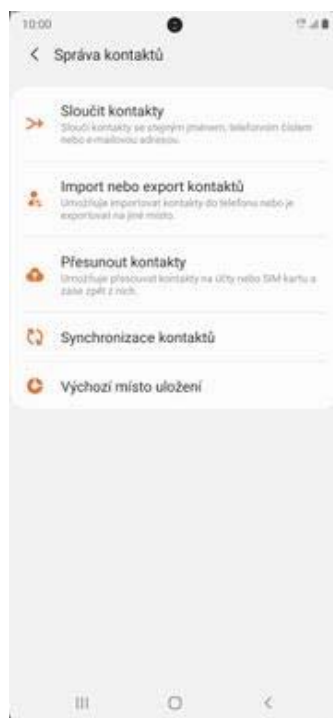 10:00
Správa kontaktů
Sloučit kontakty
Sloučí kontakty se stejným jménem, telefonním číslem
nebo e-mailovou adresou.
Import nebo export kontaktů
Umožňuje importovat kontakty do telefonu nebo je
exportovat na jiné místo.
Přesunout kontakty
Umožňuje přesouvat kontakty na účty nebo SIM kartu a
zase zpět z nich.
Synchronizace kontaktů
Výchozí místo uložení